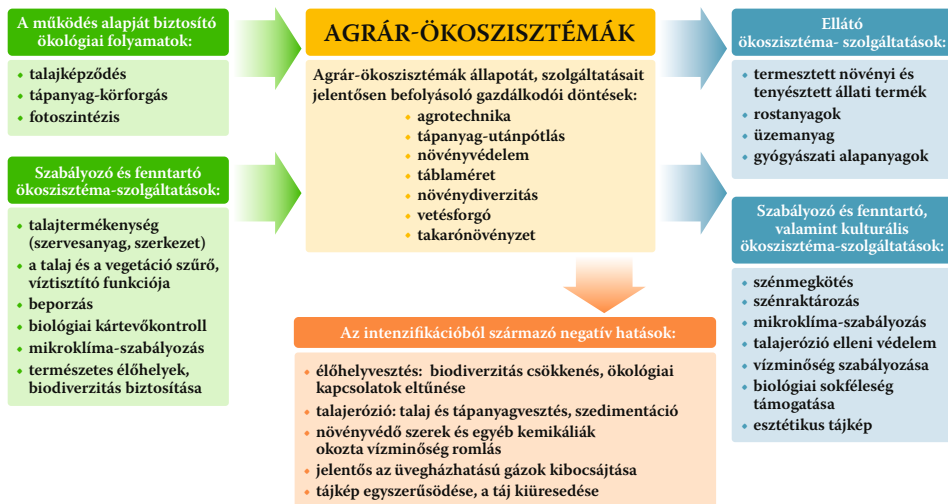 A működés alapját biztosító
ökológiai folyamatok:
• talajképződés
• tápanyag-körforgás
• fotoszintézis
Szabályozó és fenntartó
ökoszisztéma-szolgáltatások:
• talajtermékenység
(szervesanyag, szerkezet)
• a talaj és a vegetáció szűrő,
víztisztító funkciója
• beporzás
• biológiai kártevőkontroll
• mikroklíma-szabályozás
• természetes élőhelyek,
biodiverzitás biztosítása
AGRÁR-ÖKOSZISZTÉMÁK
Agrár-ökoszisztémák állapotát, szolgáltatásait
jelentősen befolyásoló gazdálkodói döntések:
• agrotechnika
• tápanyag-utánpótlás
• növényvédelem
• táblaméret
• növénydiverzitás
• vetésforgó
• takarónövényzet
Az intenzifikációból származó negatív hatások:
• élőhelyvesztés: biodiverzitás csökkenés, ökológiai
kapcsolatok eltűnése
• talajerózió: talaj és tápanyagvesztés, szedimentáció
• növényvédő szerek és egyéb kemikáliák
okozta vízminőség romlás
• jelentős az üvegházhatású gázok kibocsájtása
• tájkép egyszerűsödése, a táj kiüresedése
Ellátó
ökoszisztéma- szolgáltatások:
• termesztett növényi és
tenyésztett állati termék
• rostanyagok
• üzemanyag
• gyógyászati alapanyagok
Szabályozó és fenntartó,
valamint kulturális
ökoszisztéma-szolgáltatások:
• szénmegkötés
• szénraktározás
• mikroklíma-szabályozás
• talajerózió elleni védelem
• vízminőség szabályozása
• biológiai sokféleség
támogatása
• esztétikus tájkép